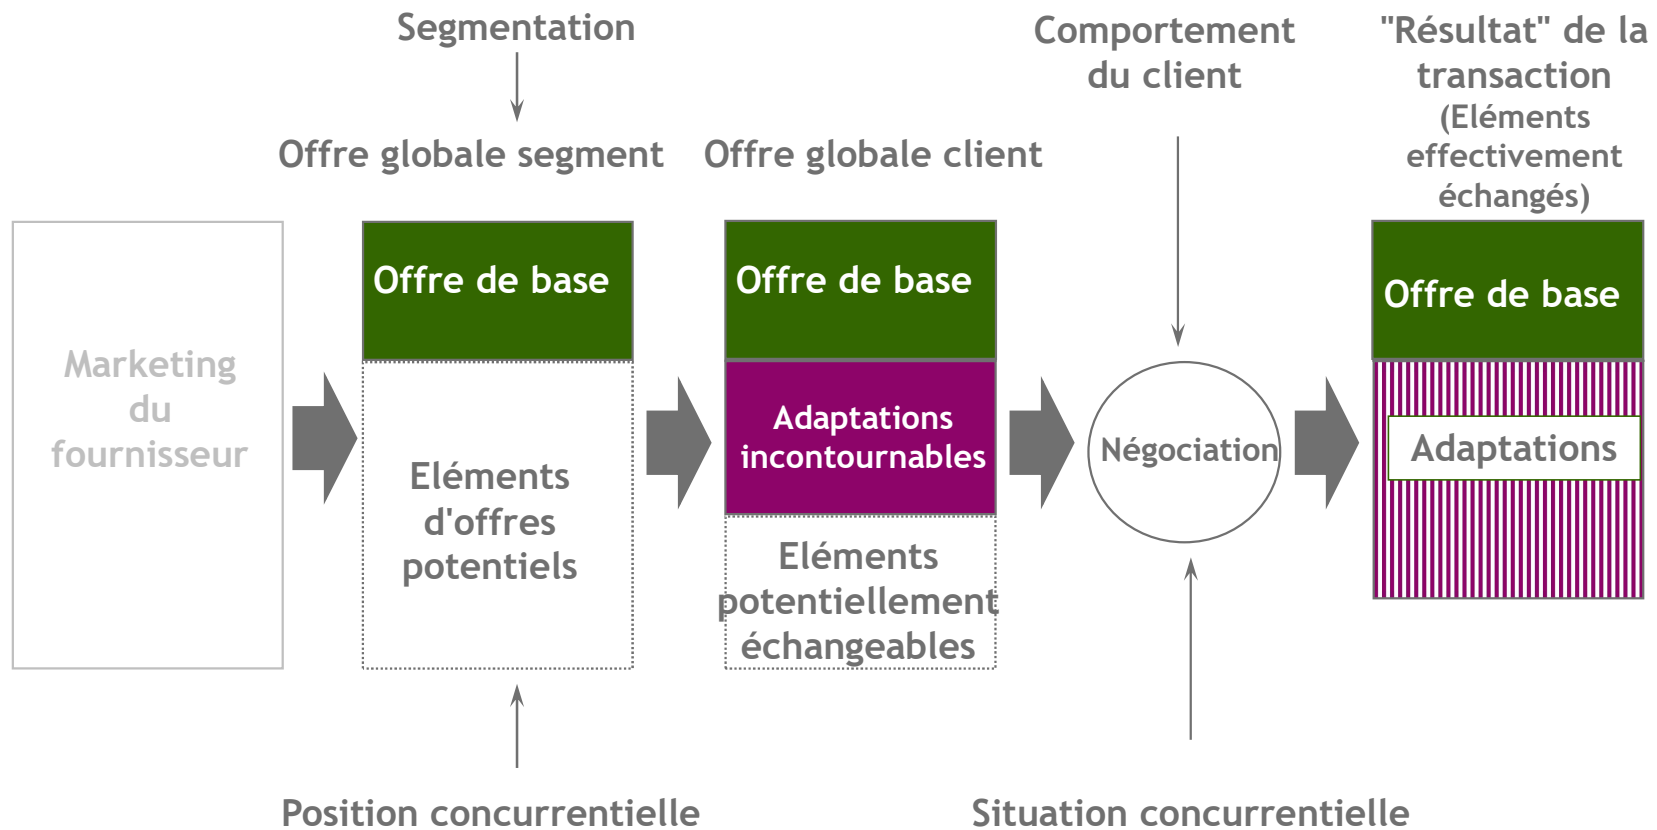 Segmentation
Comportement
du client
"Résultat" de la
transaction
(Eléments
effectivement
échangés)
Offre globale segment
Offre globale client
Marketing
du
fournisseur
Offre de base
Eléments
d'offres
potentiels
Offre de base
Adaptations
incontournables
Eléments
potentiellement
échangeables
Négociation
Offre de base
Adaptations
Position concurrentielle
Situation concurrentielle